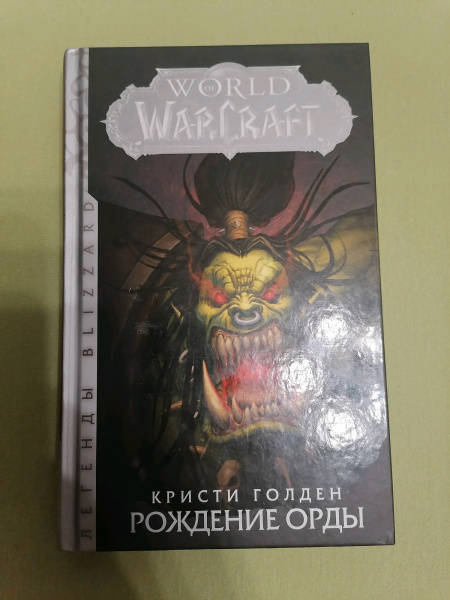 WORLD
OF
WARCRAFT
ЛЕГЕНДЫ BLIZZARD
КРИСТИ ГОЛДЕН
РОЖДЕНИЕ ОРДЫ